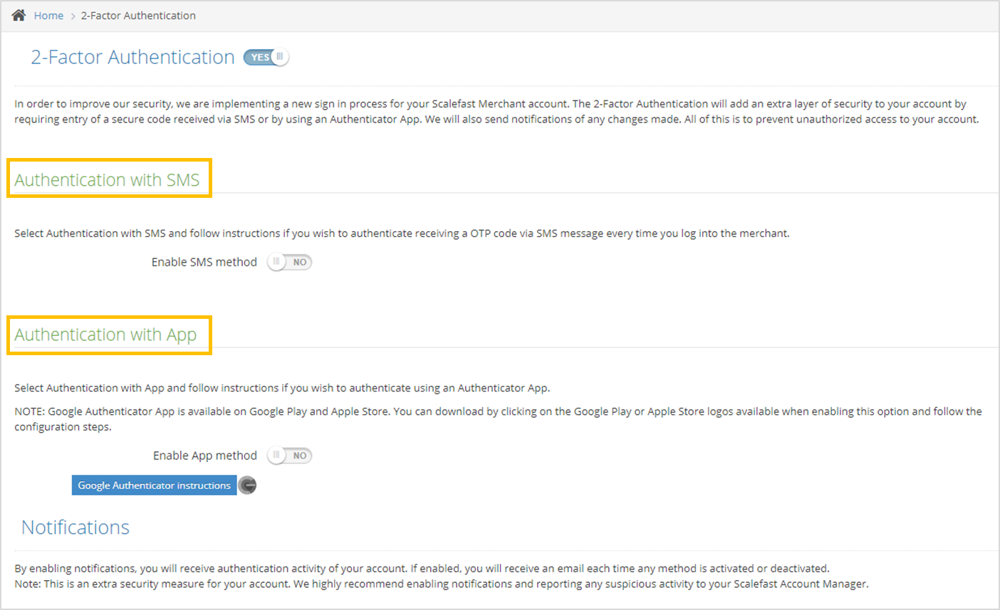 Home > 2-Factor Authentication
2-Factor Authentication YES
In order to improve our security, we are implementing a new sign in process for your Scalefast Merchant account. The 2-Factor Authentication will add an extra layer of security to your account by
requiring entry of a secure code received via SMS or by using an Authenticator App. We will also send notifications of any changes made. All of this is to prevent unauthorized access to your account.
Authentication with SMS
Select Authentication with SMS and follow instructions if you wish to authenticate receiving a OTP code via SMS message every time you log into the merchant.
Enable SMS method NO
Authentication with App
Select Authentication with App and follow instructions if you wish to authenticate using an Authenticator App.
NOTE: Google Authenticator App is available on Google Play and Apple Store. You can download by clicking on the Google Play or Apple Store logos available when enabling this option and follow the
configuration steps.
Enable App method NO
Google Authenticator instructions
Notifications
By enabling notifications, you will receive authentication activity of your account. If enabled, you will receive an email each time any method is activated or deactivated.
Note: This is an extra security measure for your account. We highly recommend enabling notifications and reporting any suspicious activity to your Scalefast Account Manager.